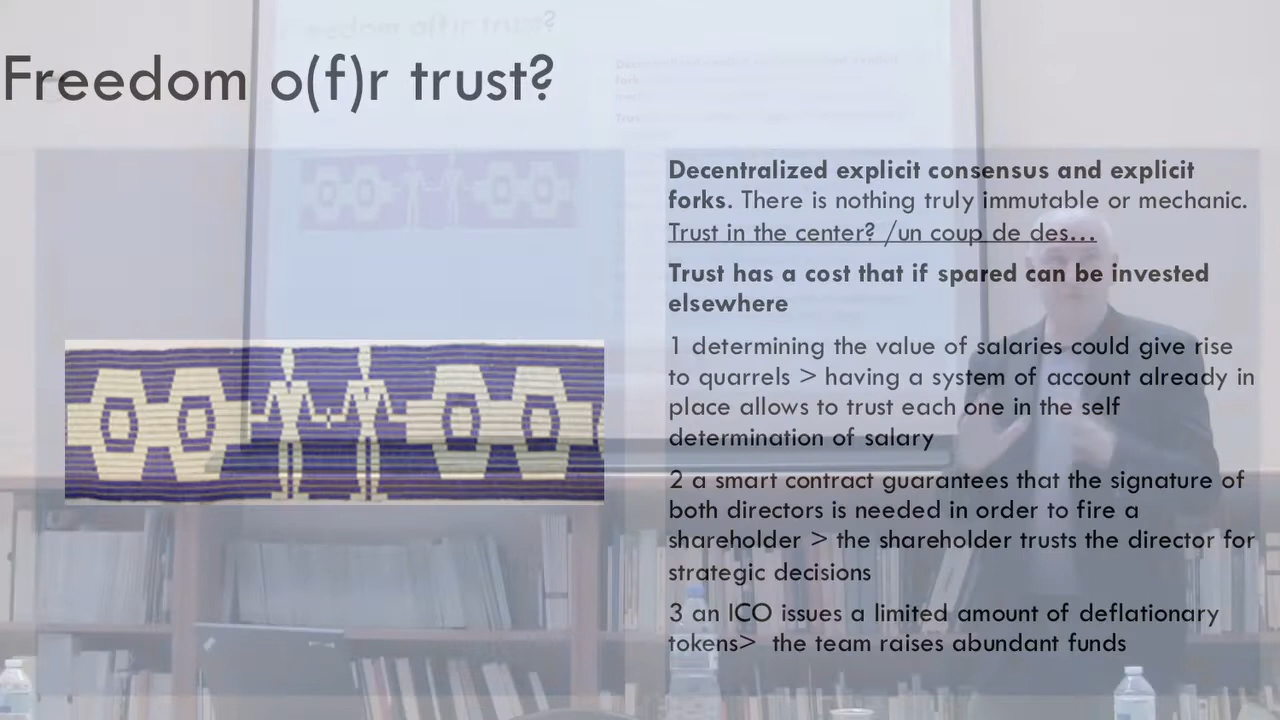 Freedom o(f)r trust?
Decentralized explicit consensus and explicit
forks. There is nothing truly immutable or mechanic.
Trust in the center? /un coup de des…
Trust has a cost that if spared can be invested
elsewhere
1 determining the value of salaries could give rise
to quarrels > having a system of account already in
place allows to trust each one in the self
determination of salary
2 a smart contract guarantees that the signature of
both directors is needed in order to fire a
shareholder > the shareholder trusts the director for
strategic decisions
3 an ICO issues a limited amount of deflationary
tokens>  the team raises abundant funds